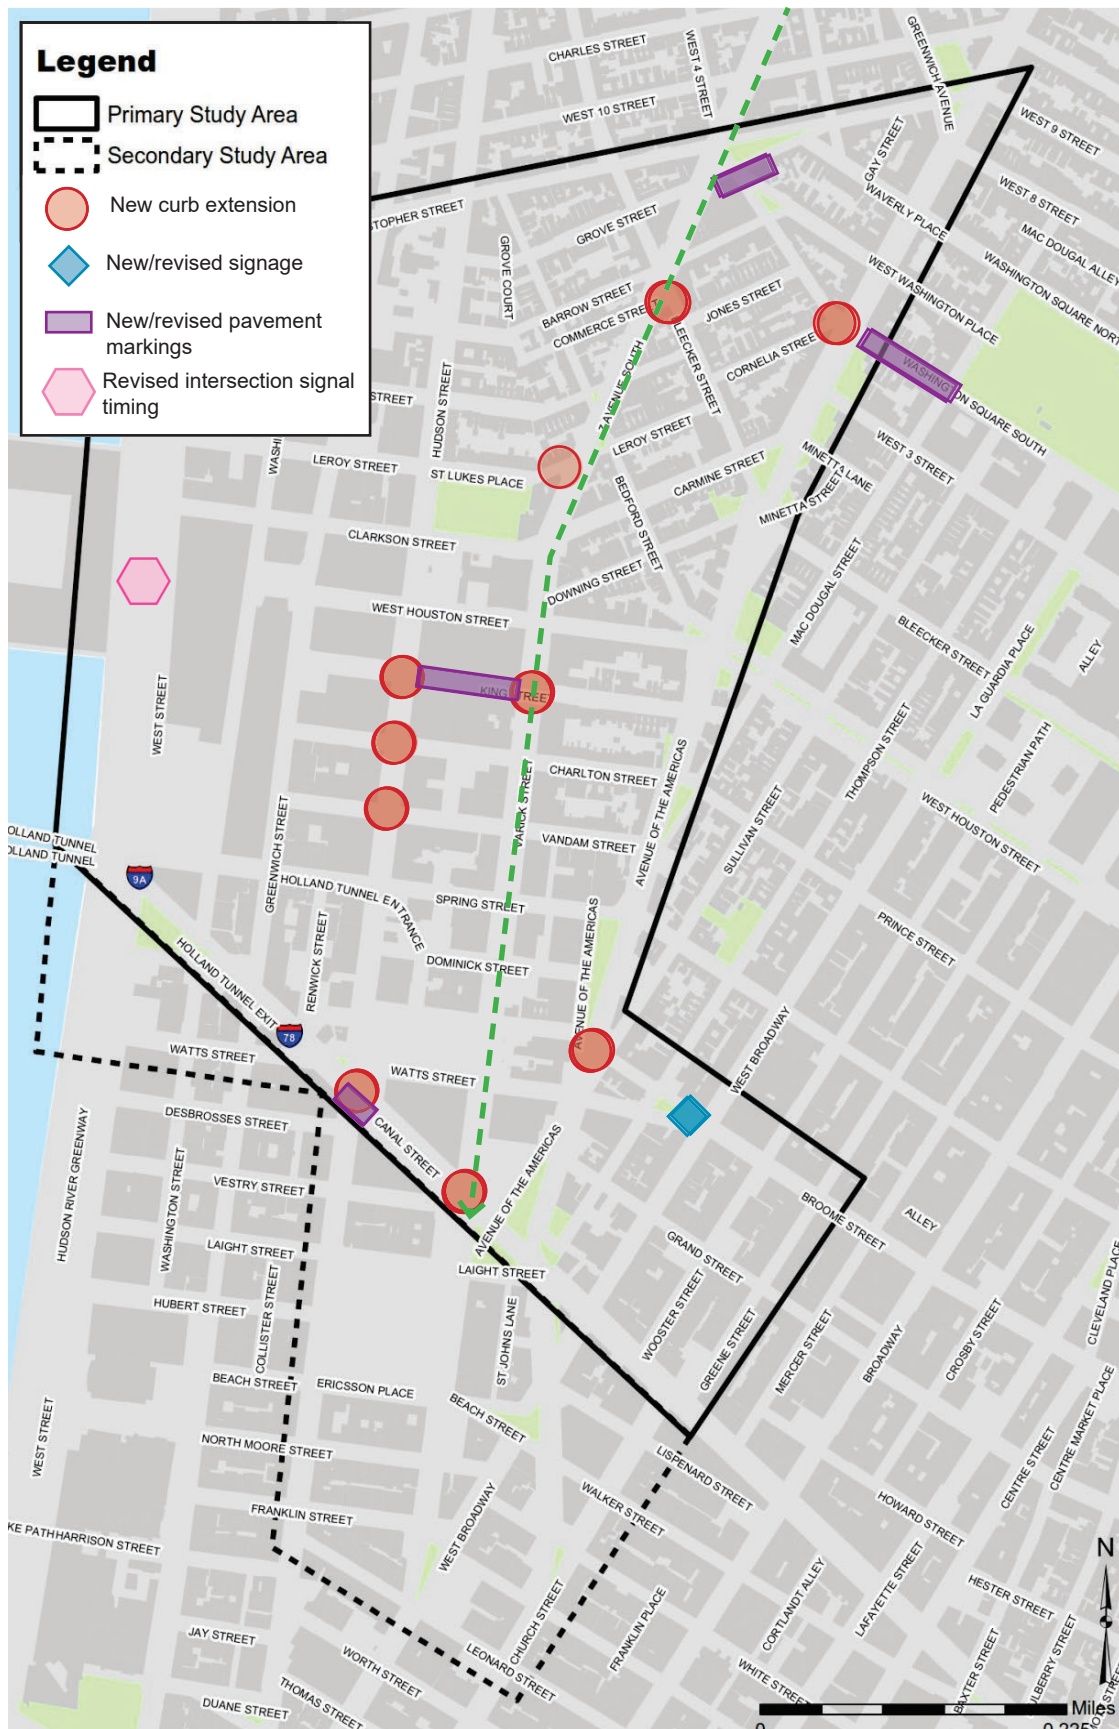 Legend
Primary Study Area
Secondary Study Area
New curb extension
New/revised signage
New/revised pavement
markings
Revised intersection signal
timing
CHARLES STREET
WEST 4 STREET
GREENWICH AVENUE
WEST 10 STREET
WEST 9 STREET
GAY STREET
WEST 8 STREET
WAVERLY PLACE
MAC DOUGAL ALLEY
STOPHER STREET
GROVE STREET
GROVE COURT
WEST WASHINGTON PLACE
WASHINGTON SQUARE NORT
BARROW STREET
COMMERCE STREET
JONES STREET
LEECKER STREET
CORNELIA STREE
7 AVENUE SOUTH
WASHINGTON SQUARE SOUTH
HUDSON STREET
STREET
WASHI
LEROY STREET
LEROY STREET
ST LUKES PLACE
CARMINE STREET
BEDFORD STREET
MINETTA LANE
MINETTA STREET
WEST 3 STREET
CLARKSON STREET
DOWNING STREET
MAC DOUGAL STREET
WEST HOUSTON STREET
BLEECKER STREET
LA GUARDIA PLACE
ALLEY
KING STREET
WEST STREET
CHARLTON STREET
AVENUE OF THE AMERICAS
THOMPSON STREET
PEDESTRIAN PATH
VARICK STREET
VANDAM STREET
SULLIVAN STREET
WEST HOUSTON STREET
HOLLAND TUNNEL
OLLAND TUNNEL
9A
GREENWICH STREET
HOLLAND TUNNEL ENTRANCE
SPRING STREET
AVENUE OF THE AMERICAS
PRINCE STREET
RENWICK STREET
DOMINICK STREET
HOLLAND TUNNEL EXIT
78
WEST BROADWAY
WATTS STREET
WATTS STREET
DESBROSSES STREET
CANAL STREET
HUDSON RIVER GREENWAY
WASHINGTON STREET
VESTRY STREET
AVENUE OF THE AMERICAS
BROOME STREET
ALLEY
LAIGHT STREET
LAIGHT STREET
GRAND STREET
HUBERT STREET
COLLISTER STREET
ST JOHNS LANE
WOOSTER STREET
GREENE STREET
MERCER STREET
BROADWAY
CROSBY STREET
CLEVELAND PLACE
BEACH STREET
ERICSSON PLACE
BEACH STREET
WEST STREET
NORTH MOORE STREET
LISPENARD STREET
CENTRE STREET
CENTRE MARKET PLACE
WALKER STREET
HOWARD STREET
FRANKLIN STREET
WEST BROADWAY
KE PATH
HARRISON STREET
LAFAYETTE STREET
N
HESTER STREET
CORTLANDT ALLEY
CHURCH STREET
FRANKLIN PLACE
JAY STREET
WORTH STREET
LEONARD STREET
WHITE STREET
BAXTER STREET
ULBERRY STREET
THOMAS STREET
DUANE STREET
Miles
0
0.225